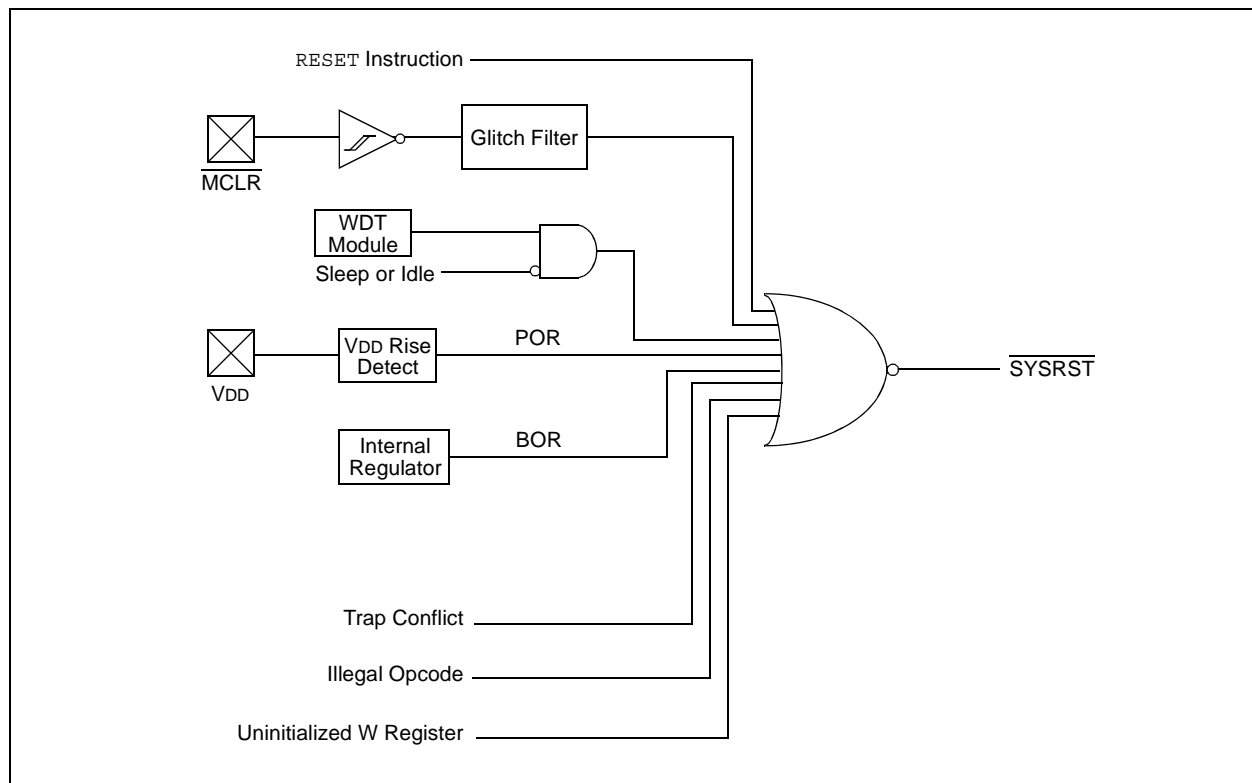 RESET Instruction
Glitch Filter
MCLR
WDT
Module
Sleep or Idle
VDD Rise
Detect
POR
VDD
SYSRST
Internal
Regulator
BOR
Trap Conflict
Illegal Opcode
Uninitialized W Register